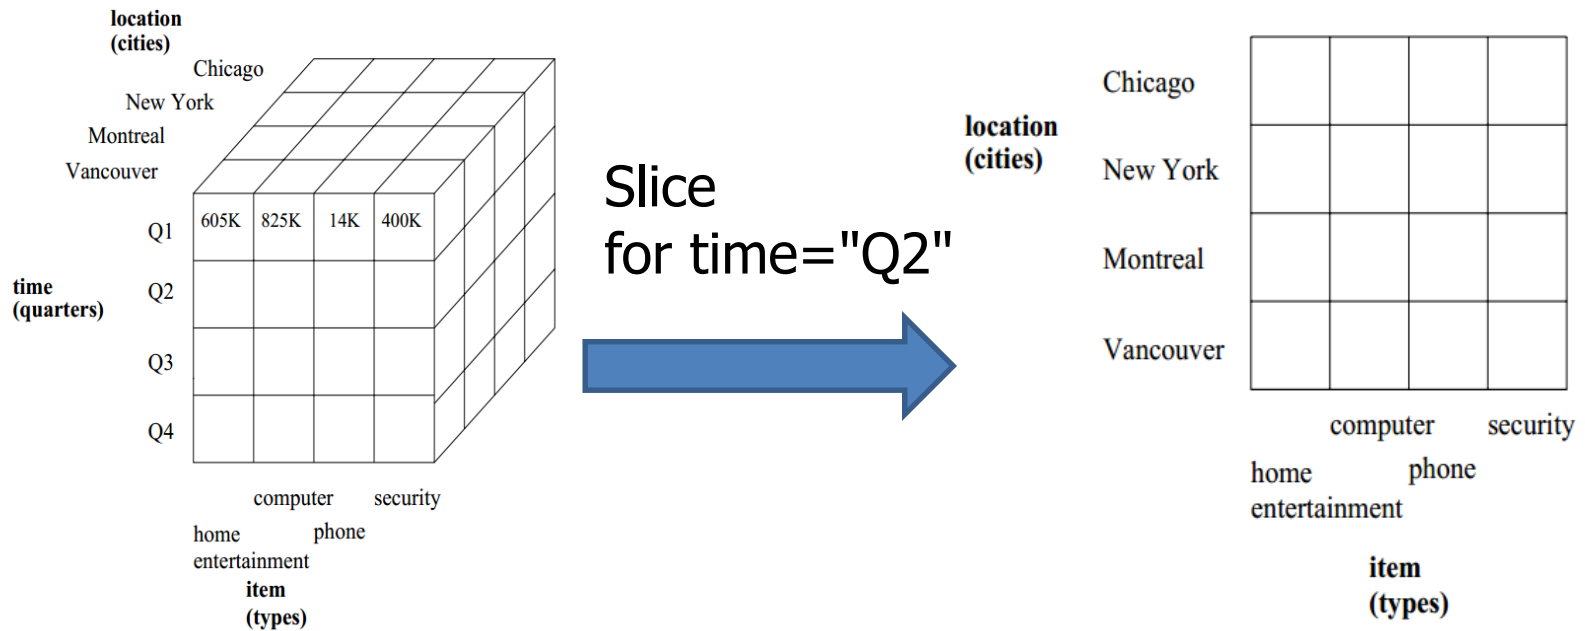 location
(cities)
Chicago
New York
Montreal
Vancouver
Q1
605K 825K 14K 400K
time
(quarters)
Q2
Q3
Q4
computer security
home phone
entertainment
item
(types)
Slice
for time="Q2"
location
(cities)
Chicago
New York
Montreal
Vancouver
computer security
home phone
entertainment
item
(types)